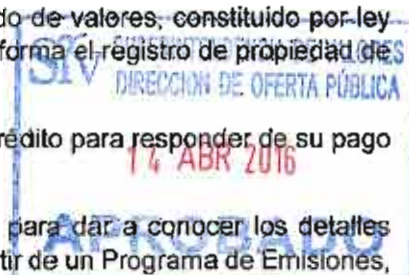 do de valores, constituido por ley
forma el registro de propiedad de
SIV
DIRECCION DE OFERTA PÚBLICA
rédito para responder de su pago
14 ABR 2016
para dar a conocer los detalles
APROBADO
tir de un Programa de Emisiones,